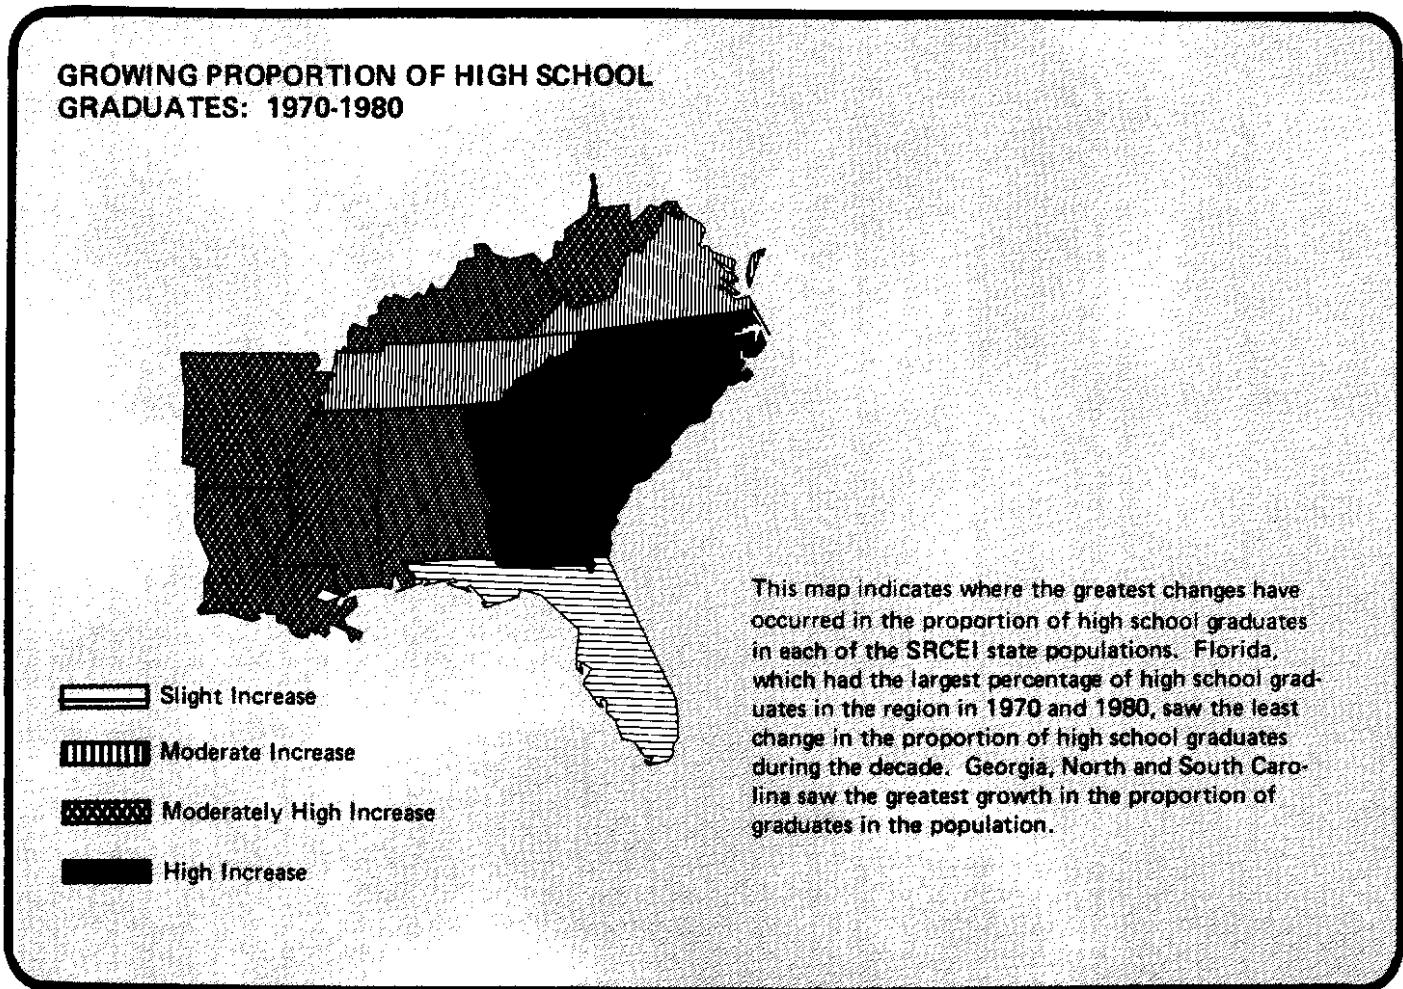 GROWING PROPORTION OF HIGH SCHOOL
GRADUATES: 1970-1980
This map indicates where the greatest changes have
occurred in the proportion of high school graduates
in each of the SRCEI state populations. Florida,
which had the largest percentage of high school grad-
uates in the region in 1970 and 1980, saw the least
change in the proportion of high school graduates
during the decade. Georgia, North and South Caro-
lina saw the greatest growth in the proportion of
graduates in the population.
Slight Increase
Moderate Increase
Moderately High Increase
High Increase